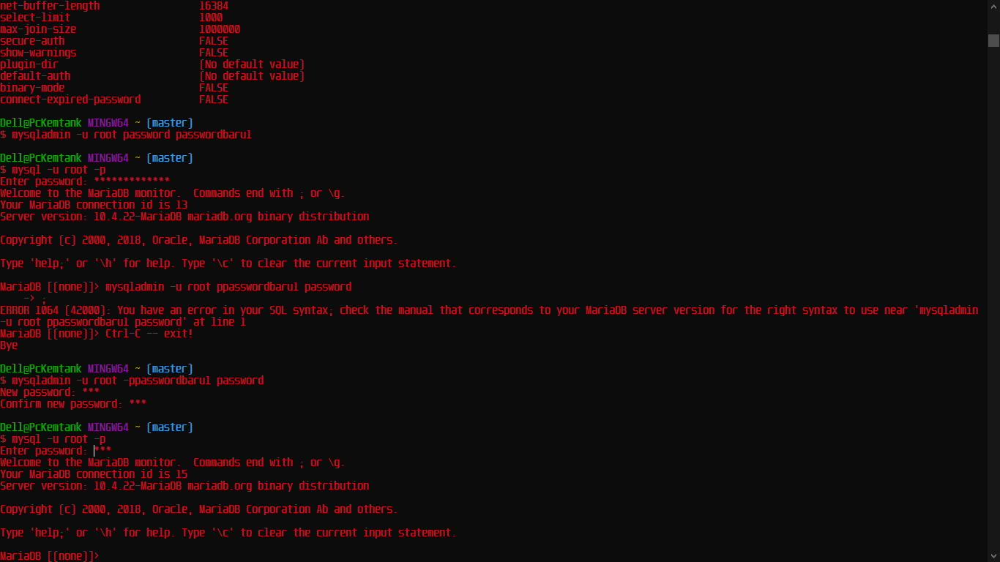 net-buffer-length                 16384
select-limit                      1000
max-join-size                     1000000
secure-auth                       FALSE
show-warnings                     FALSE
plugin-dir                        (No default value)
default-auth                      (No default value)
binary-mode                       FALSE
connect-expired-password          FALSE
Dell@PcKemtank MINGW64 ~ (master)
$ mysqladmin -u root password passwordbaru1
Dell@PcKemtank MINGW64 ~ (master)
$ mysql -u root -p
Enter password: *************
Welcome to the MariaDB monitor.  Commands end with ; or \g.
Your MariaDB connection id is 13
Server version: 10.4.22-MariaDB mariadb.org binary distribution
Copyright (c) 2000, 2018, Oracle, MariaDB Corporation Ab and others.
Type 'help;' or '\h' for help. Type '\c' to clear the current input statement.
MariaDB [(none)]> mysqladmin -u root ppasswordbaru1 password
    -> ;
ERROR 1064 (42000): You have an error in your SQL syntax; check the manual that corresponds to your MariaDB server version for the right syntax to use near 'mysqladmin
-u root ppasswordbaru1 password' at line 1
MariaDB [(none)]> Ctrl-C -- exit!
Bye
Dell@PcKemtank MINGW64 ~ (master)
$ mysqladmin -u root -ppasswordbaru1 password
New password: ***
Confirm new password: ***
Dell@PcKemtank MINGW64 ~ (master)
$ mysql -u root -p
Enter password: ***
Welcome to the MariaDB monitor.  Commands end with ; or \g.
Your MariaDB connection id is 15
Server version: 10.4.22-MariaDB mariadb.org binary distribution
Copyright (c) 2000, 2018, Oracle, MariaDB Corporation Ab and others.
Type 'help;' or '\h' for help. Type '\c' to clear the current input statement.
MariaDB [(none)]>